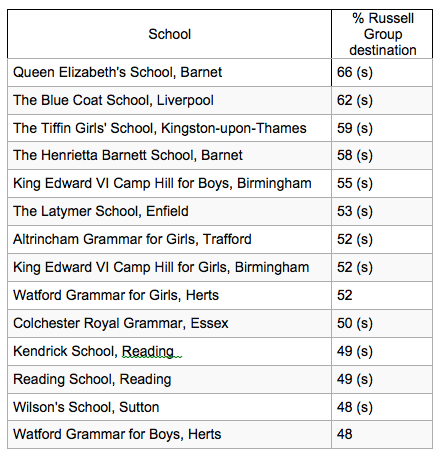 School % Russell
Group
destination
Queen Elizabeth's School, Barnet 66 (s)
The Blue Coat School, Liverpool 62 (s)
The Tiffin Girls' School, Kingston-upon-Thames 59 (s)
The Henrietta Barnett School, Barnet 58 (s)
King Edward VI Camp Hill for Boys, Birmingham 55 (s)
The Latymer School, Enfield 53 (s)
Altrincham Grammar for Girls, Trafford 52 (s)
King Edward VI Camp Hill for Girls, Birmingham 52 (s)
Watford Grammar for Girls, Herts 52
Colchester Royal Grammar, Essex 50 (s)
Kendrick School, Reading 49 (s)
Reading School, Reading 49 (s)
Wilson's School, Sutton 48 (s)
Watford Grammar for Boys, Herts 48